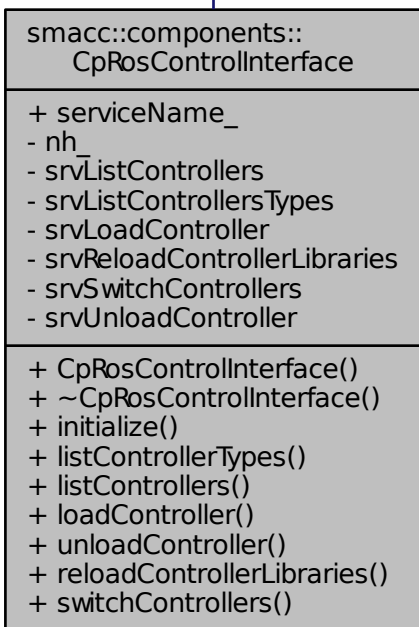 smacc::components::
CpRosControlInterface
+ serviceName_
- nh_
- srvListControllers
- srvListControllersTypes
- srvLoadController
- srvReloadControllerLibraries
- srvSwitchControllers
- srvUnloadController
+ CpRosControlInterface()
+ ~CpRosControlInterface()
+ initialize()
+ listControllerTypes()
+ listControllers()
+ loadController()
+ unloadController()
+ reloadControllerLibraries()
+ switchControllers()